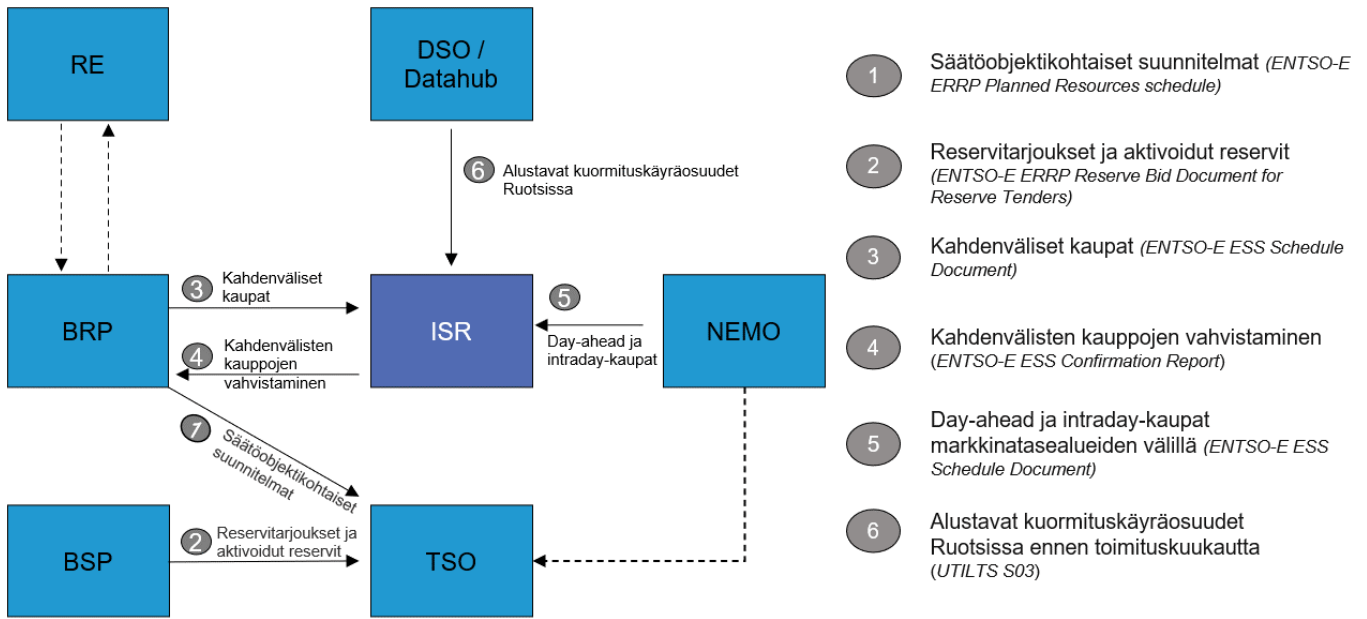 RE
DSO /
Datahub
6 Alustavat kuormituskäyräosuudet
Ruotsissa
BRP
3 Kahdenväliset
kaupat
4 Kahdenvälisten
kauppojen
vahvistaminen
ISR
5
Day-ahead ja
intraday-kaupat
NEMO
1 Säätöobjektikohtaiset
suunnitelmat
BSP
2 Reservitarjoukset ja
aktivoidut reservit
TSO
1 Säätöobjektikohtaiset suunnitelmat (ENTSO-E
ERRP Planned Resources schedule)
2 Reservitarjoukset ja aktivoidut reservit
(ENTSO-E ERRP Reserve Bid Document for
Reserve Tenders)
3 Kahdenväliset kaupat (ENTSO-E ESS Schedule
Document)
4 Kahdenvälisten kauppojen vahvistaminen
(ENTSO-E ESS Confirmation Report)
5 Day-ahead ja intraday-kaupat
markkinatasealueiden välillä (ENTSO-E ESS
Schedule Document)
6 Alustavat kuormituskäyräosuudet
Ruotsissa ennen toimituskuukautta
(UTILTS S03)